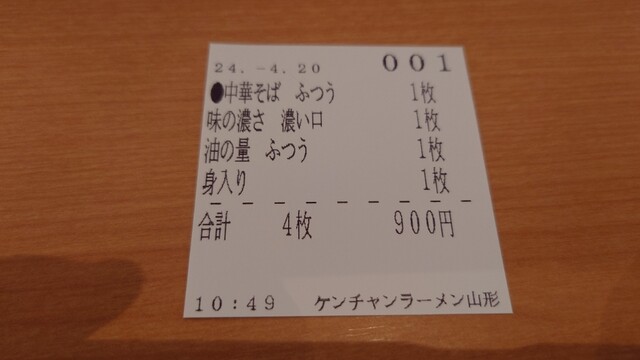 24.-4.20 001
●中華そば ふつう 1枚
味の濃さ 濃い口 1枚
油の量 ふつう 1枚
身入り 1枚
合計 4枚 900円
10:49 ケンチャンラーメン山形